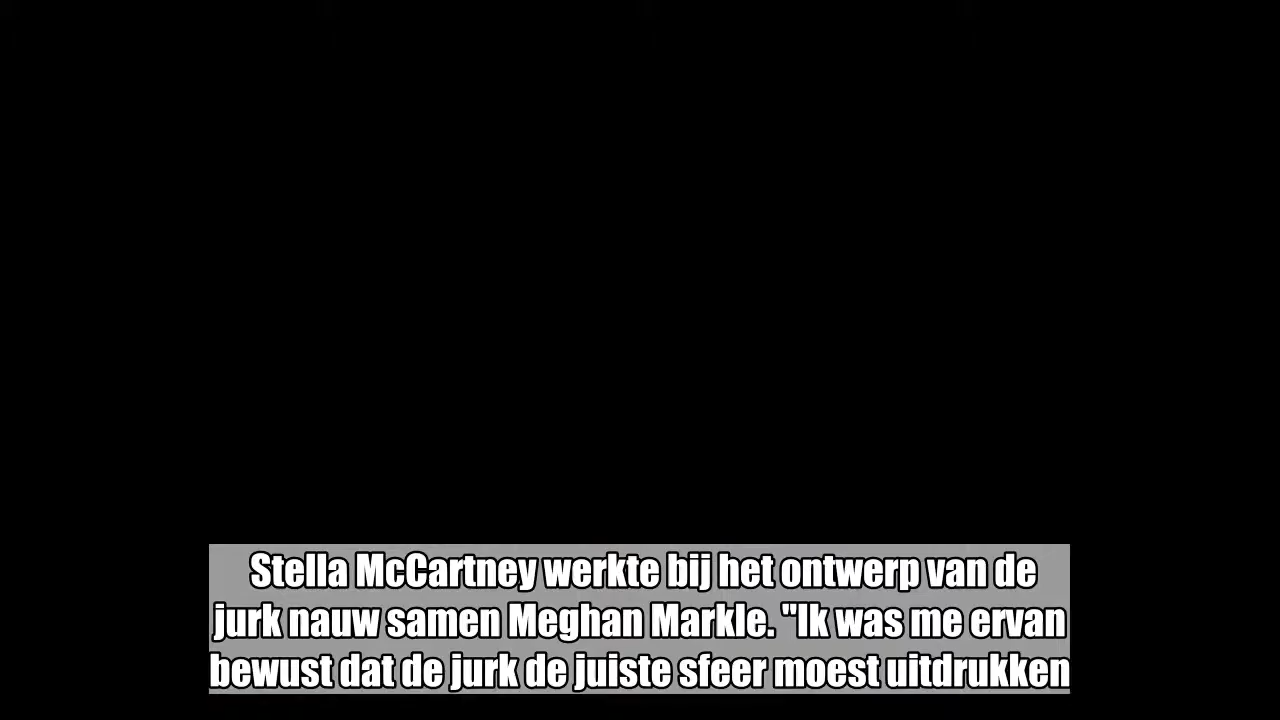 Stella McCartney werkte bij het ontwerp van de
jurk nauw samen Meghan Markle. "Ik was me ervan
bewust dat de jurk de juiste sfeer moest uitdrukken